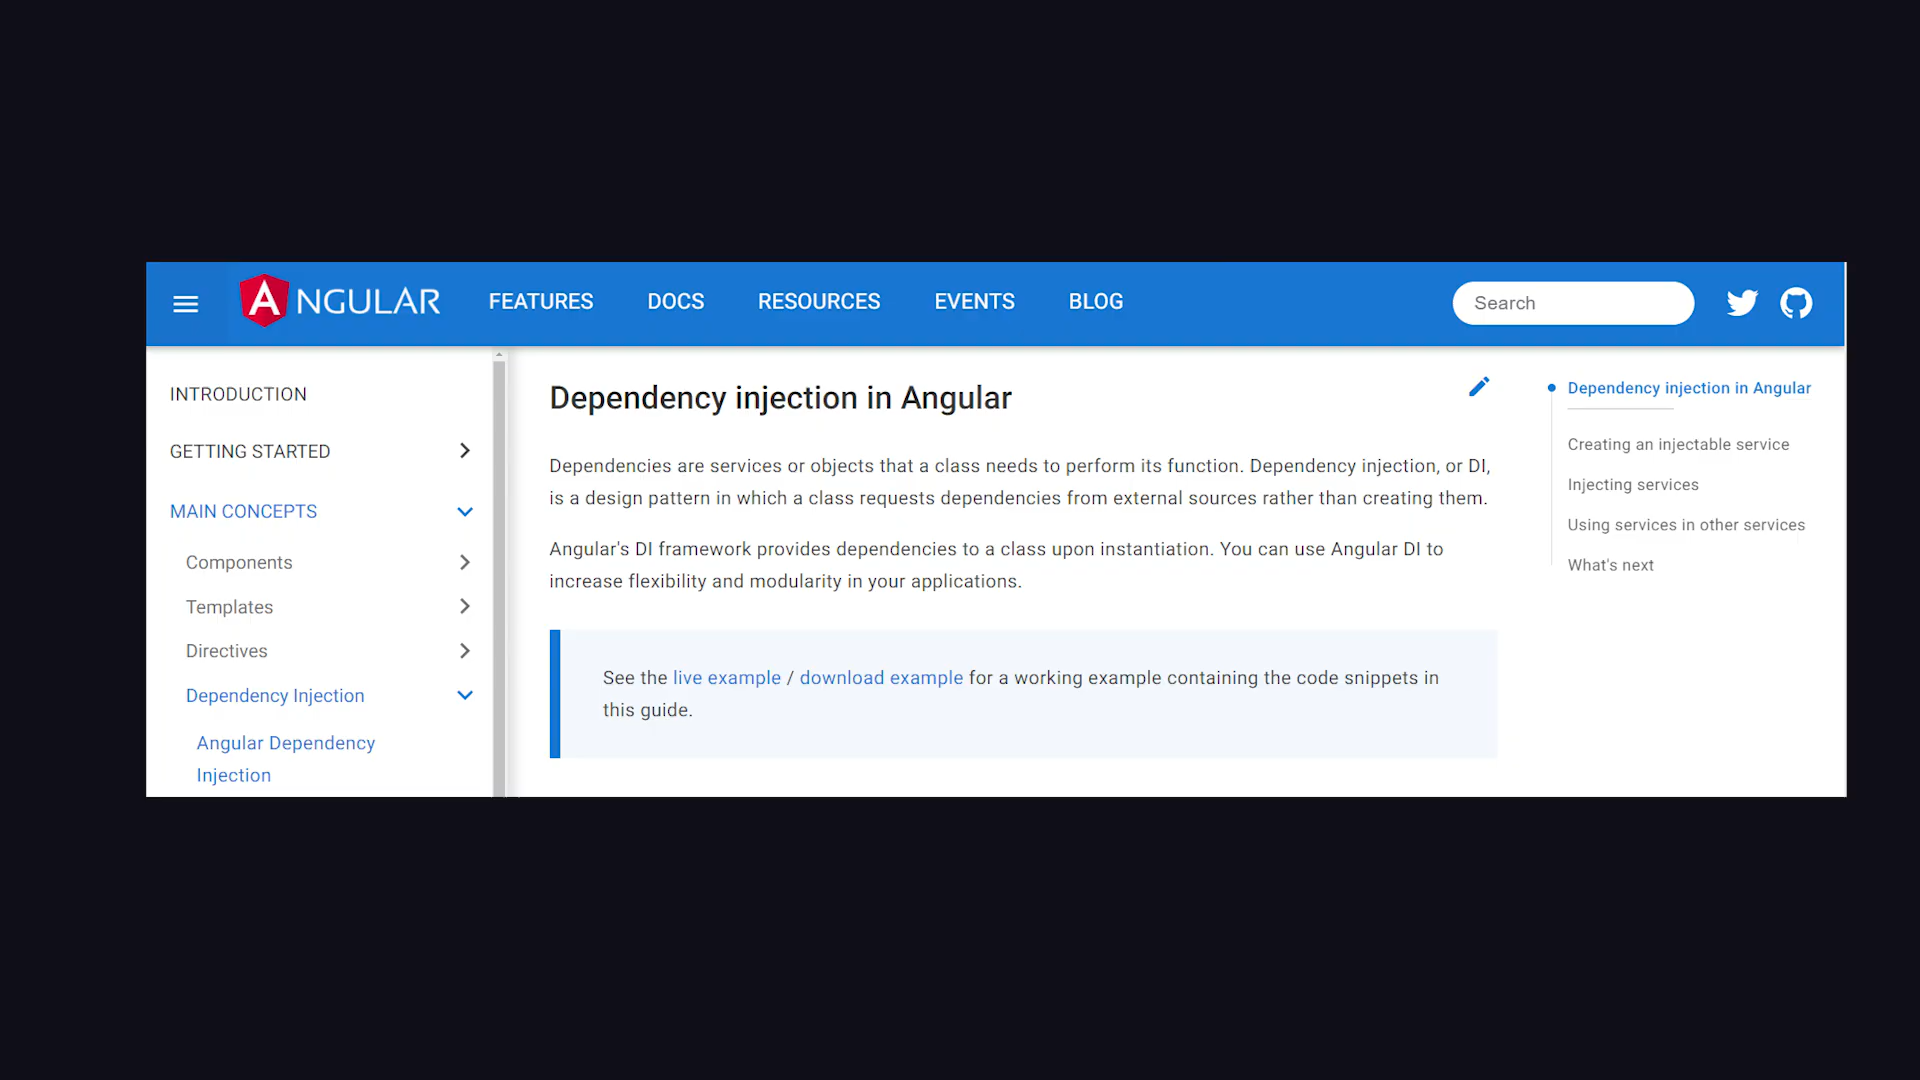 ANGULAR
FEATURES
DOCS
RESOURCES
EVENTS
BLOG
Search
INTRODUCTION
GETTING STARTED
MAIN CONCEPTS
Components
Templates
Directives
Dependency Injection
Angular Dependency
Injection
Dependency injection in Angular
Dependencies are services or objects that a class needs to perform its function. Dependency injection, or DI,
is a design pattern in which a class requests dependencies from external sources rather than creating them.
Angular's DI framework provides dependencies to a class upon instantiation. You can use Angular DI to
increase flexibility and modularity in your applications.
See the live example / download example for a working example containing the code snippets in
this guide.
Dependency injection in Angular
Creating an injectable service
Injecting services
Using services in other services
What's next